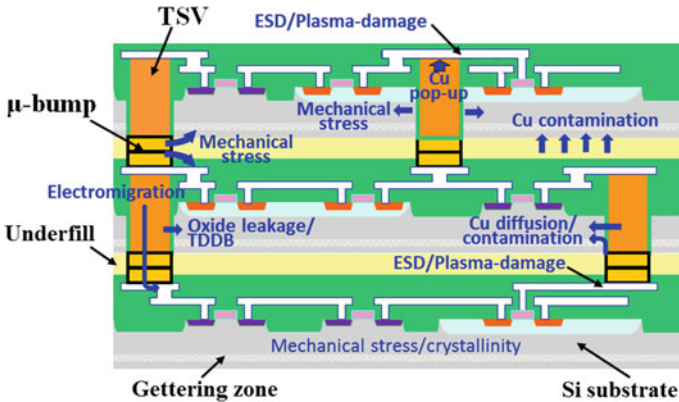 TSV
ESD/Plasma-damage
Cu
pop-up
μ-bump
Mechanical
stress
Mechanical
stress
Cu contamination
Electromigration
Oxide leakage/
TDDB
Cu diffusion/
contamination
Underfill
ESD/Plasma-damage
Mechanical stress/crystallinity
Gettering zone
Si substrate